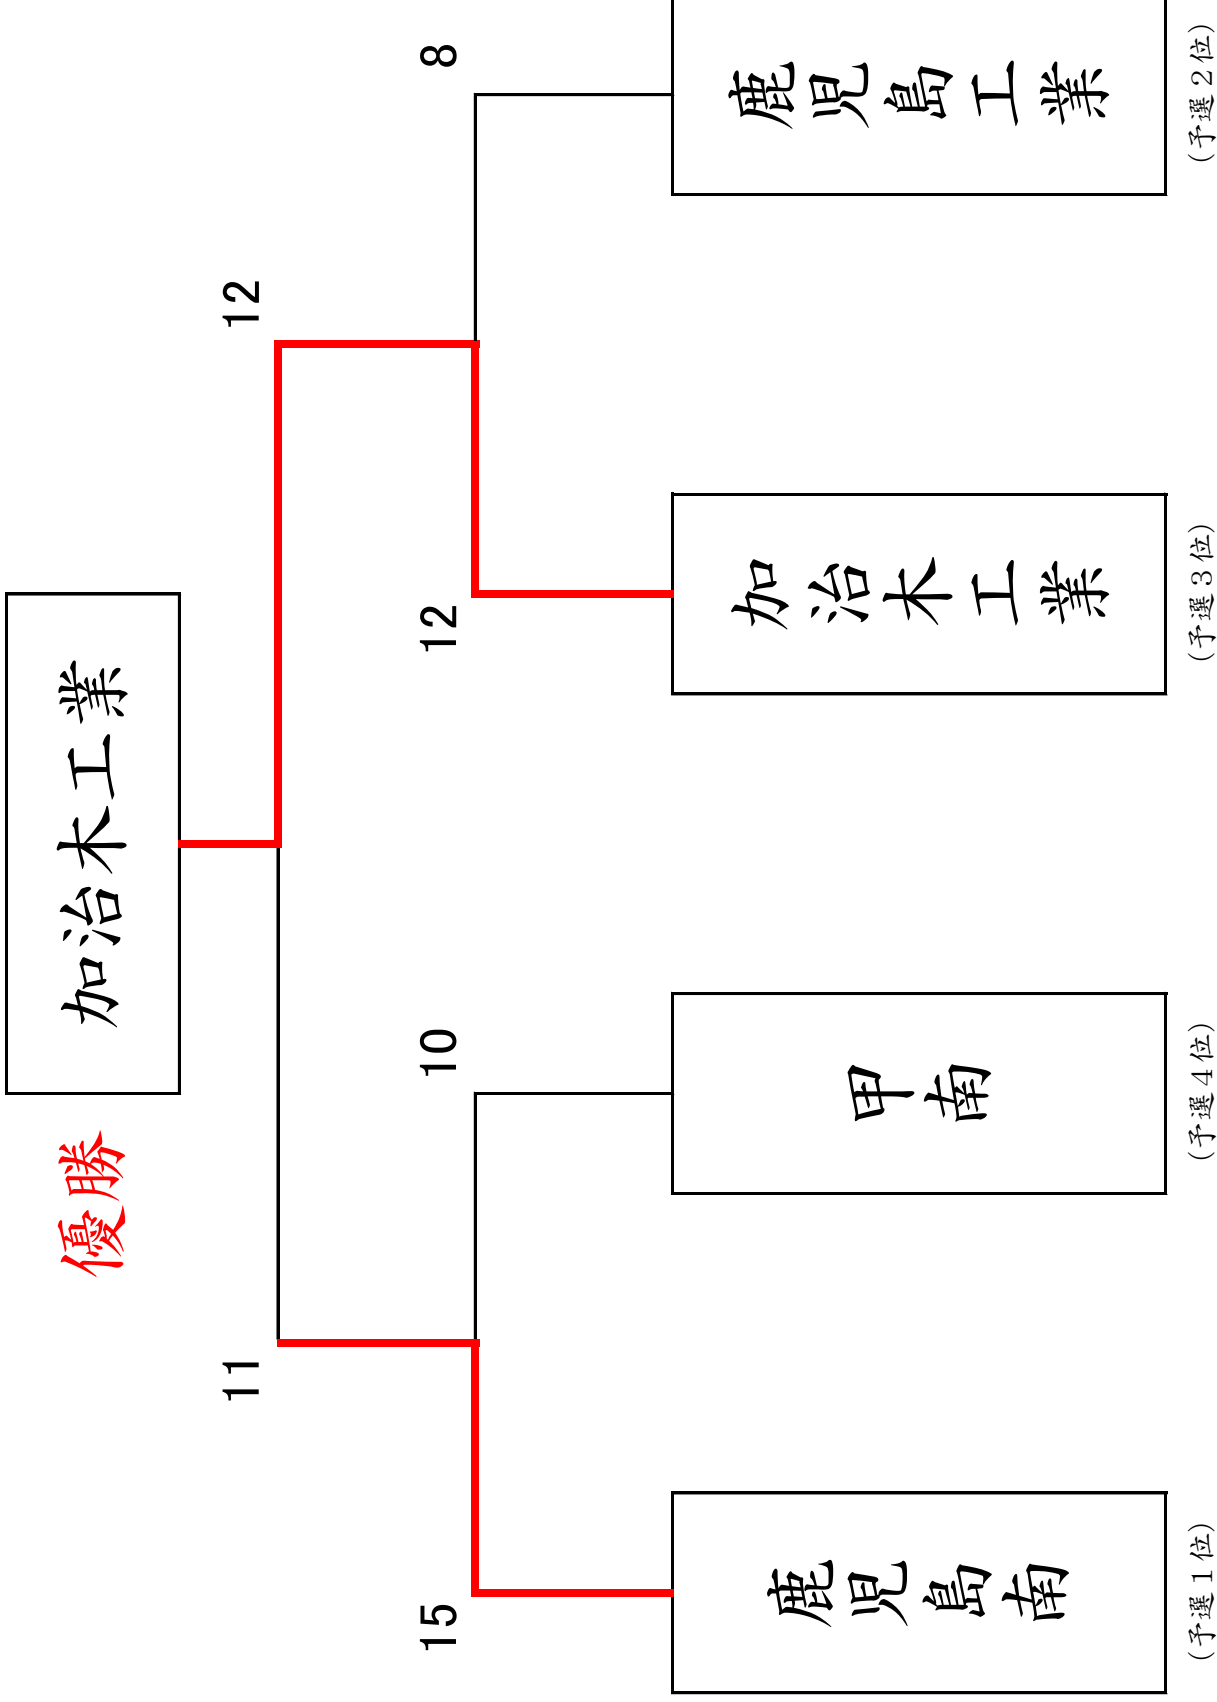 優勝 加治木工業
11 12
15 10 12 8
鹿児島南 甲南 加治木工業 鹿児島工業
(予選1位) (予選4位) (予選3位) (予選2位)